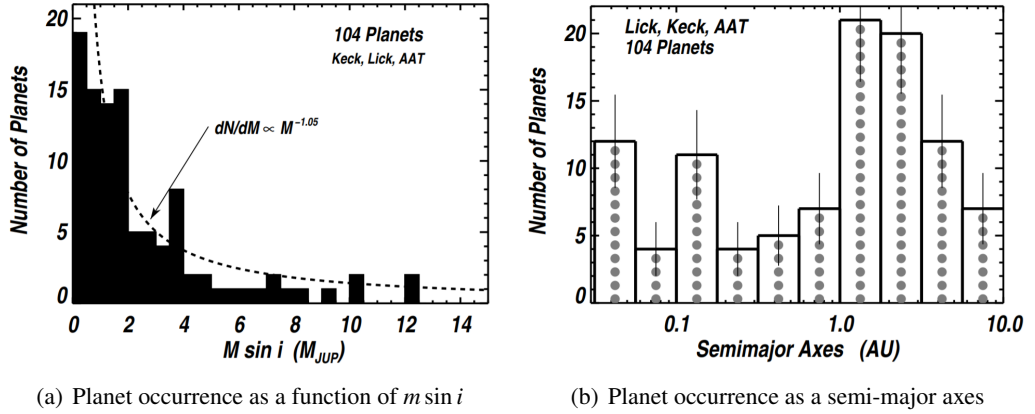 20
15
10
5
0
Number of Planets
104 Planets
Keck, Lick, AAT
dN/dM ∝ M^-1.05
0 2 4 6 8 10 12 14
M sin i (M_JUP)
(a) Planet occurrence as a function of m sin i
20
15
10
5
0
Number of Planets
Lick, Keck, AAT
104 Planets
0.1 1.0 10.0
Semimajor Axes (AU)
(b) Planet occurrence as a semi-major axes